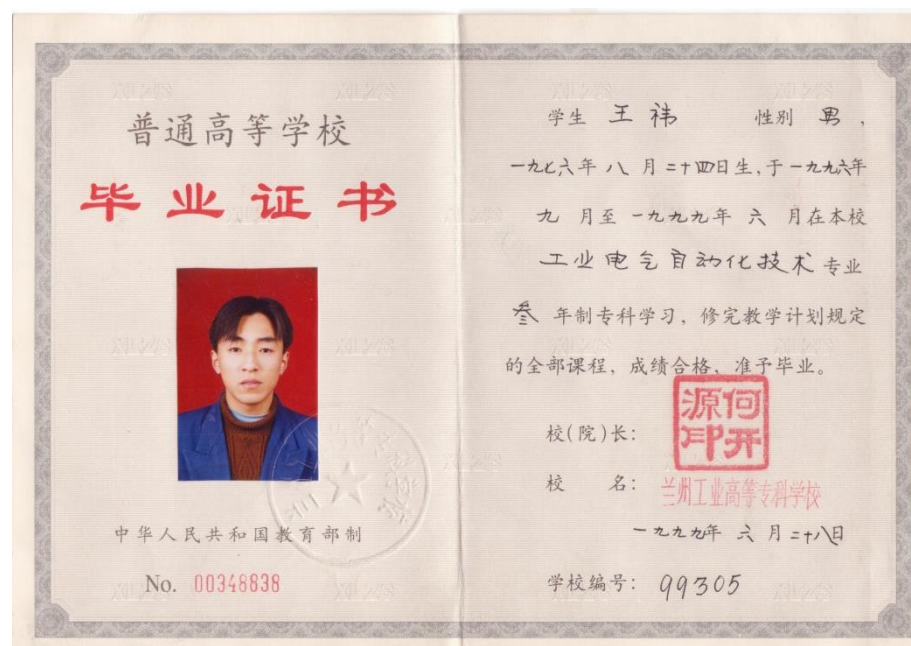 普通高等学校
毕业证书
中华人民共和国教育部制
No. 00348838
学生 王祎 性别 男，
一九七六年八月二十四日生，于一九九六年
九月至一九九九年六月在本校
工业电气自动化技术专业
叁年制专科学习，修完教学计划规定
的全部课程，成绩合格，准予毕业。
校(院)长：
何开源印
校 名：兰州工业高等专科学校
一九九九年六月二十八日
学校编号：99305